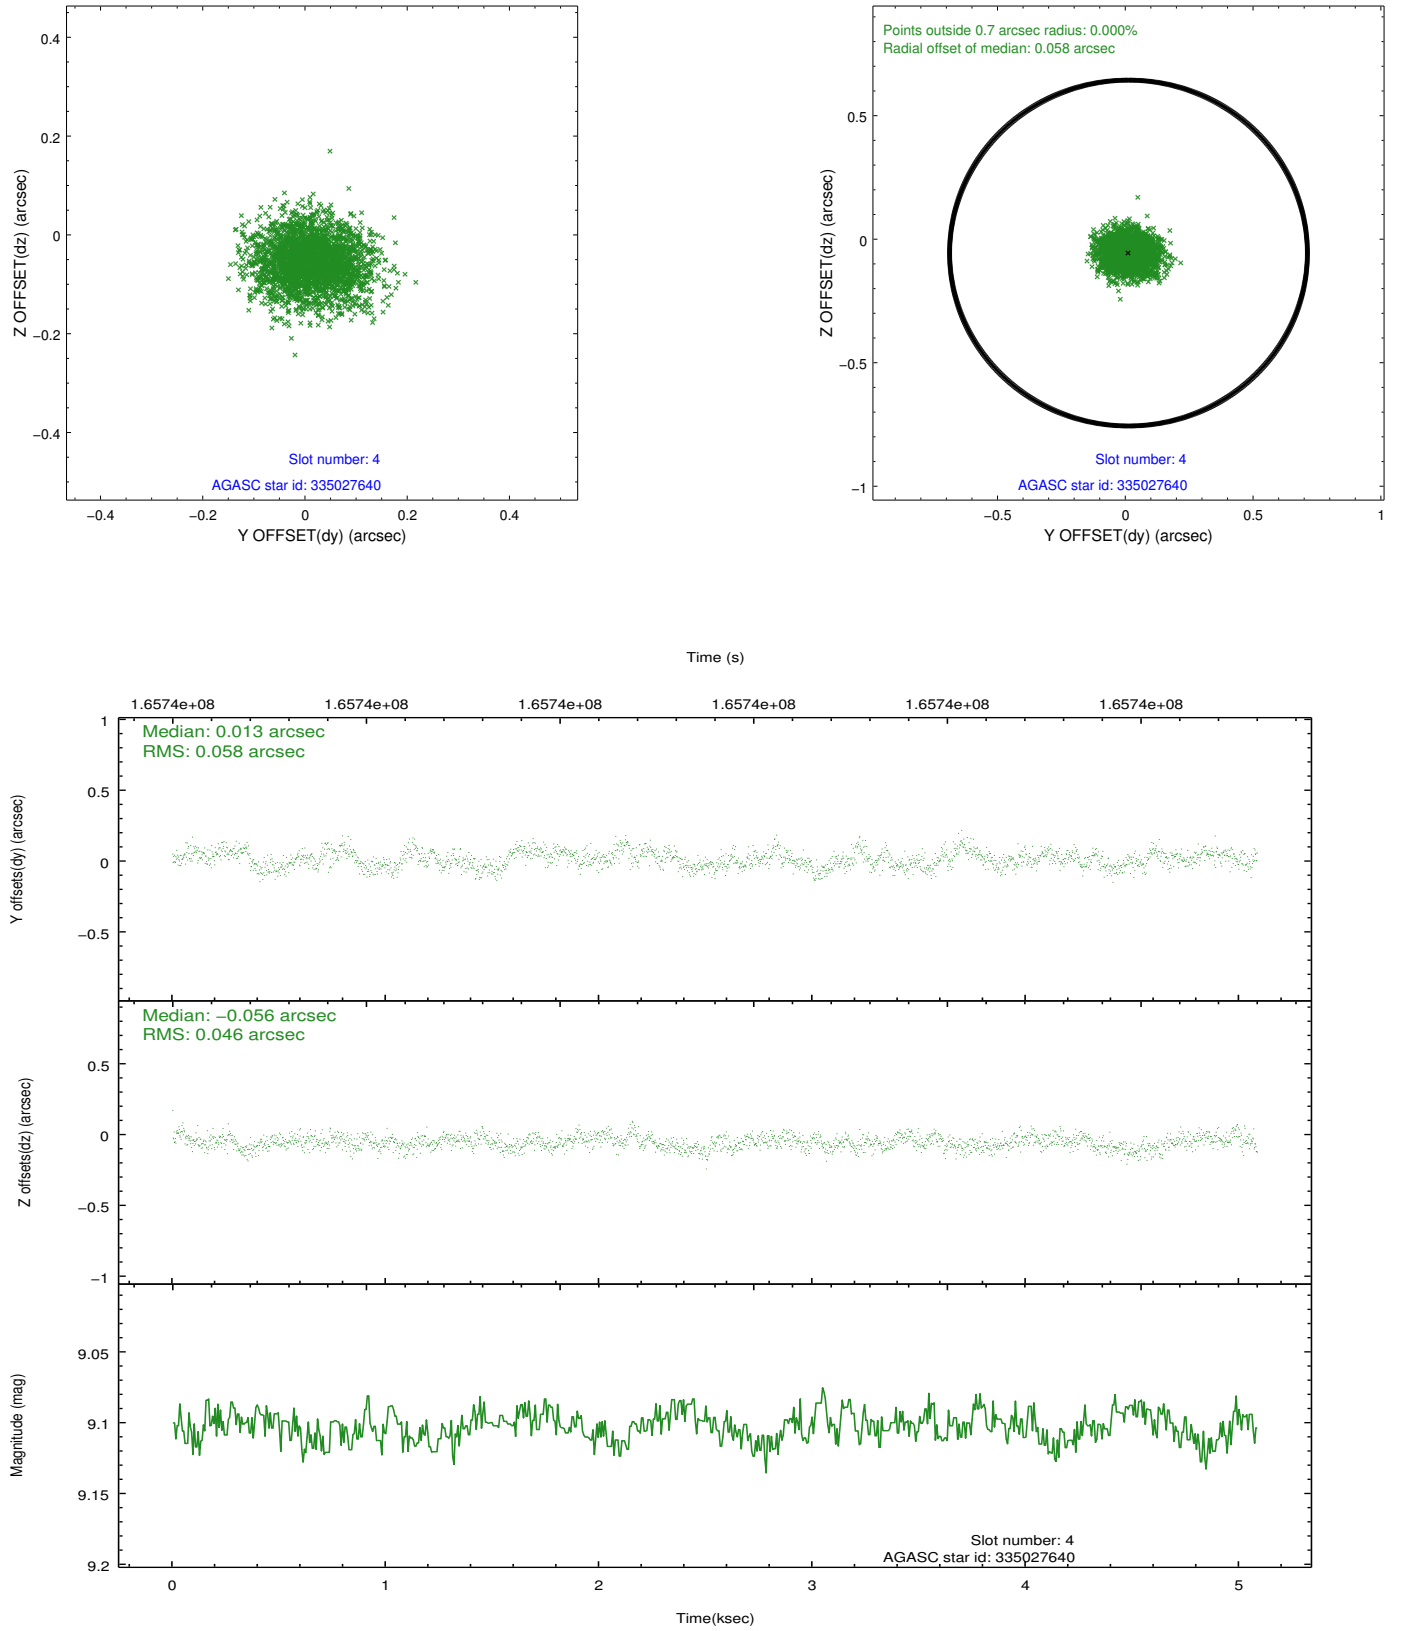 0.4
0.2
0
−0.2
−0.4
Z OFFSET(dz) (arcsec)
Slot number: 4
AGASC star id: 335027640
−0.4 −0.2 0 0.2 0.4
Y OFFSET(dy) (arcsec)
Points outside 0.7 arcsec radius: 0.000%
Radial offset of median: 0.058 arcsec
0.5
0
−0.5
−1
Z OFFSET(dz) (arcsec)
Slot number: 4
AGASC star id: 335027640
−0.5 0 0.5 1
Y OFFSET(dy) (arcsec)
Time (s)
1.6574e+08 1.6574e+08 1.6574e+08 1.6574e+08 1.6574e+08 1.6574e+08
Median: 0.013 arcsec
RMS: 0.058 arcsec
1
0.5
0
−0.5
Y offsets(dy) (arcsec)
Median: −0.056 arcsec
RMS: 0.046 arcsec
0.5
0
−0.5
−1
Z offsets(dz) (arcsec)
9.05
9.1
9.15
9.2
Magnitude (mag)
Slot number: 4
AGASC star id: 335027640
0 1 2 3 4 5
Time(ksec)